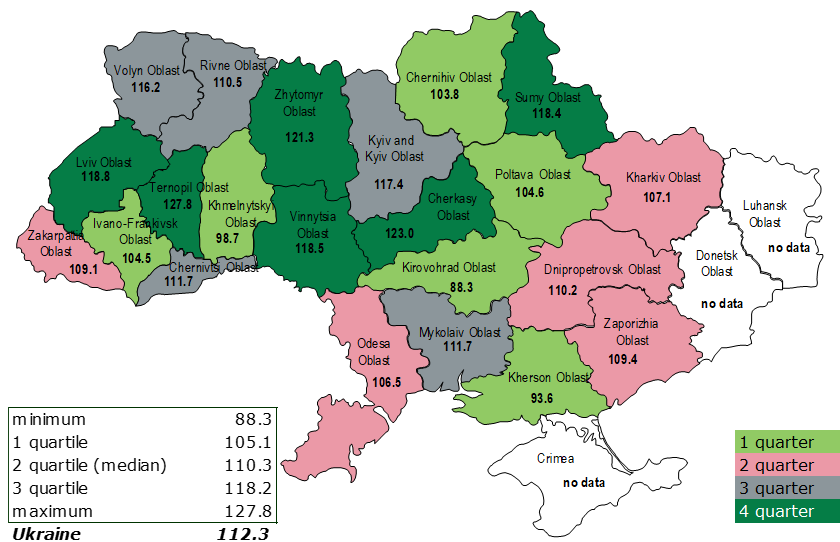 Volyn Oblast
116.2
Rivne Oblast
110.5
Zhytomyr
Oblast
121.3
Kyiv and
Kyiv Oblast
117.4
Chernihiv Oblast
103.8
Sumy Oblast
118.4
Lviv Oblast
118.8
Ternopil Oblast
127.8
Khmelnytskyi
Oblast
98.7
Vinnytsia
Oblast
118.5
Cherkasy
Oblast
123.0
Poltava Oblast
104.6
Kharkiv Oblast
107.1
Luhansk
Oblast
no data
Zakarpattia
Oblast
109.1
Ivano-Frankivsk
Oblast
104.5
Chernivtsi Oblast
111.7
Kirovohrad Oblast
88.3
Dnipropetrovsk Oblast
110.2
Donetsk
Oblast
no data
Odesa
Oblast
106.5
Mykolaiv Oblast
111.7
Zaporizhia
Oblast
109.4
Kherson Oblast
93.6
Crimea
no data
minimum 88.3
1 quartile 105.1
2 quartile (median) 110.3
3 quartile 118.2
maximum 127.8
Ukraine 112.3
1 quarter
2 quarter
3 quarter
4 quarter